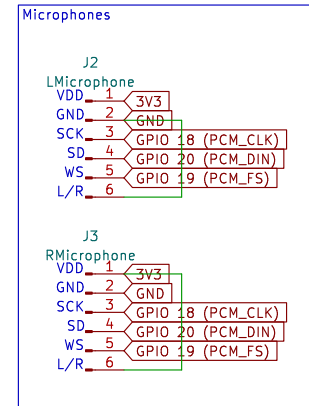 Microphones
J2
LMicrophone
VDD 1 3V3
GND 2 GND
SCK 3 GPIO 18 (PCM_CLK)
SD 4 GPIO 20 (PCM_DIN)
WS 5 GPIO 19 (PCM_FS)
L/R 6
J3
RMicrophone
VDD 1 3V3
GND 2 GND
SCK 3 GPIO 18 (PCM_CLK)
SD 4 GPIO 20 (PCM_DIN)
WS 5 GPIO 19 (PCM_FS)
L/R 6